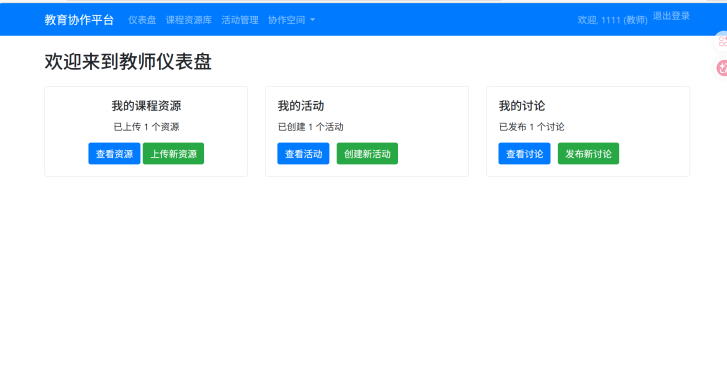 教育协作平台 仪表盘 课程资源库 活动管理 协作空间 欢迎, 1111 (教师) 退出登录
欢迎来到教师仪表盘
我的课程资源
已上传 1 个资源
查看资源 上传新资源
我的活动
已创建 1 个活动
查看活动 创建新活动
我的讨论
已发布 1 个讨论
查看讨论 发布新讨论